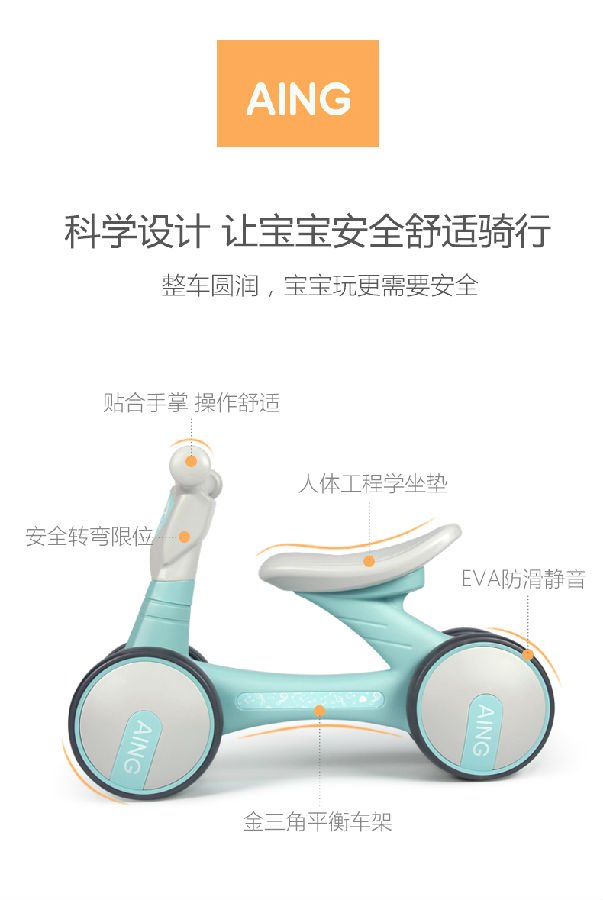 AING
科学设计 让宝宝安全舒适骑行
整车圆润，宝宝玩更需要安全
贴合手掌 操作舒适
人体工程学坐垫
安全转弯限位
EVA防滑静音
AING
AING
金三角平衡车架